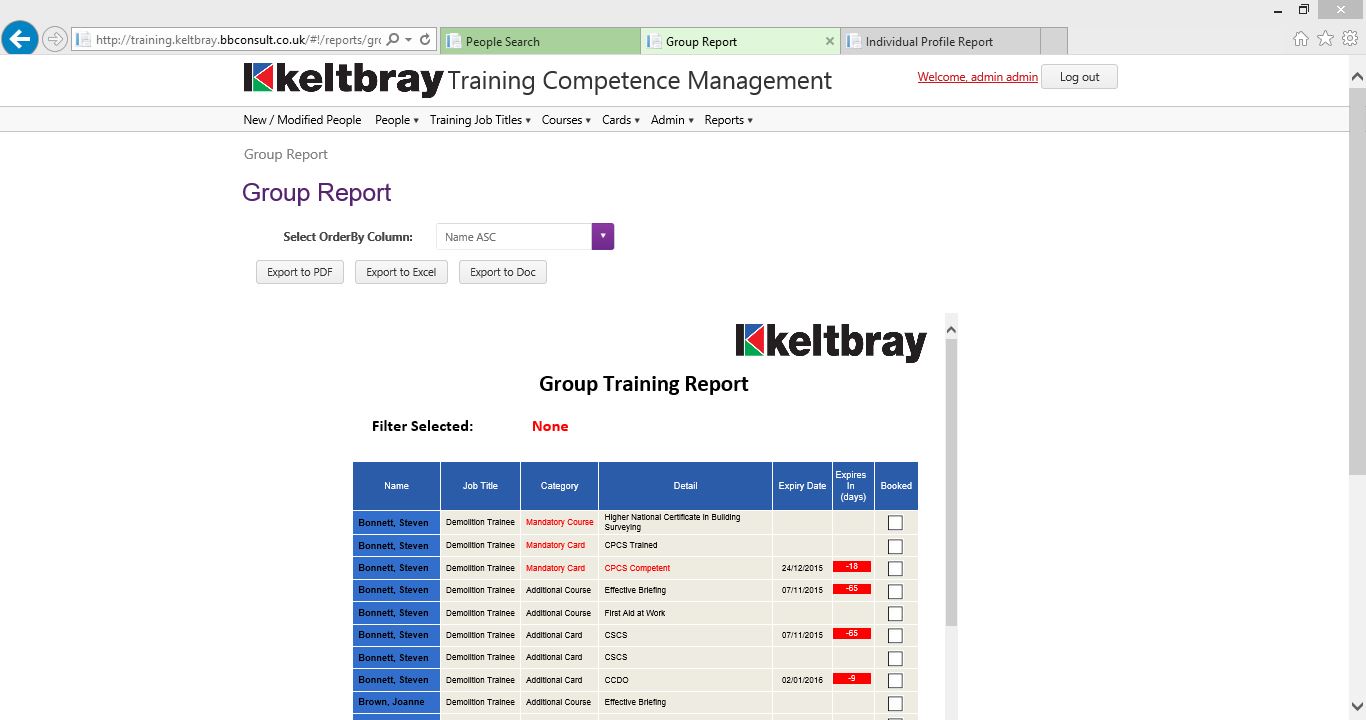 http://training.keltbray.bbconsult.co.uk/#!/reports/gr
People Search
Group Report
Individual Profile Report
keltbray Training Competence Management
Welcome, admin admin
Log out
New / Modified People People Training Job Titles Courses Cards Admin Reports
Group Report
Group Report
Select OrderBy Column: Name ASC
Export to PDF Export to Excel Export to Doc
keltbray
Group Training Report
Filter Selected: None
Name Job Title Category Detail Expiry Date Expires In (days) Booked
Bonnett, Steven Demolition Trainee Mandatory Course Higher National Certificate in Building
Surveying
Bonnett, Steven Demolition Trainee Mandatory Card CPCS Trained
Bonnett, Steven Demolition Trainee Mandatory Card CPCS Competent 24/12/2015 -18
Bonnett, Steven Demolition Trainee Additional Course Effective Briefing 07/11/2015 -65
Bonnett, Steven Demolition Trainee Additional Course First Aid at Work
Bonnett, Steven Demolition Trainee Additional Card CSCS 07/11/2015 -65
Bonnett, Steven Demolition Trainee Additional Card CSCS
Bonnett, Steven Demolition Trainee Additional Card CCDO 02/01/2016 -9
Brown, Joanne Demolition Trainee Additional Course Effective Briefing